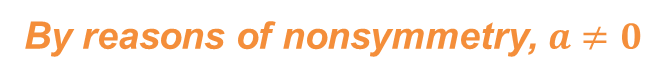 By reasons of nonsymmetry, a ≠ 0